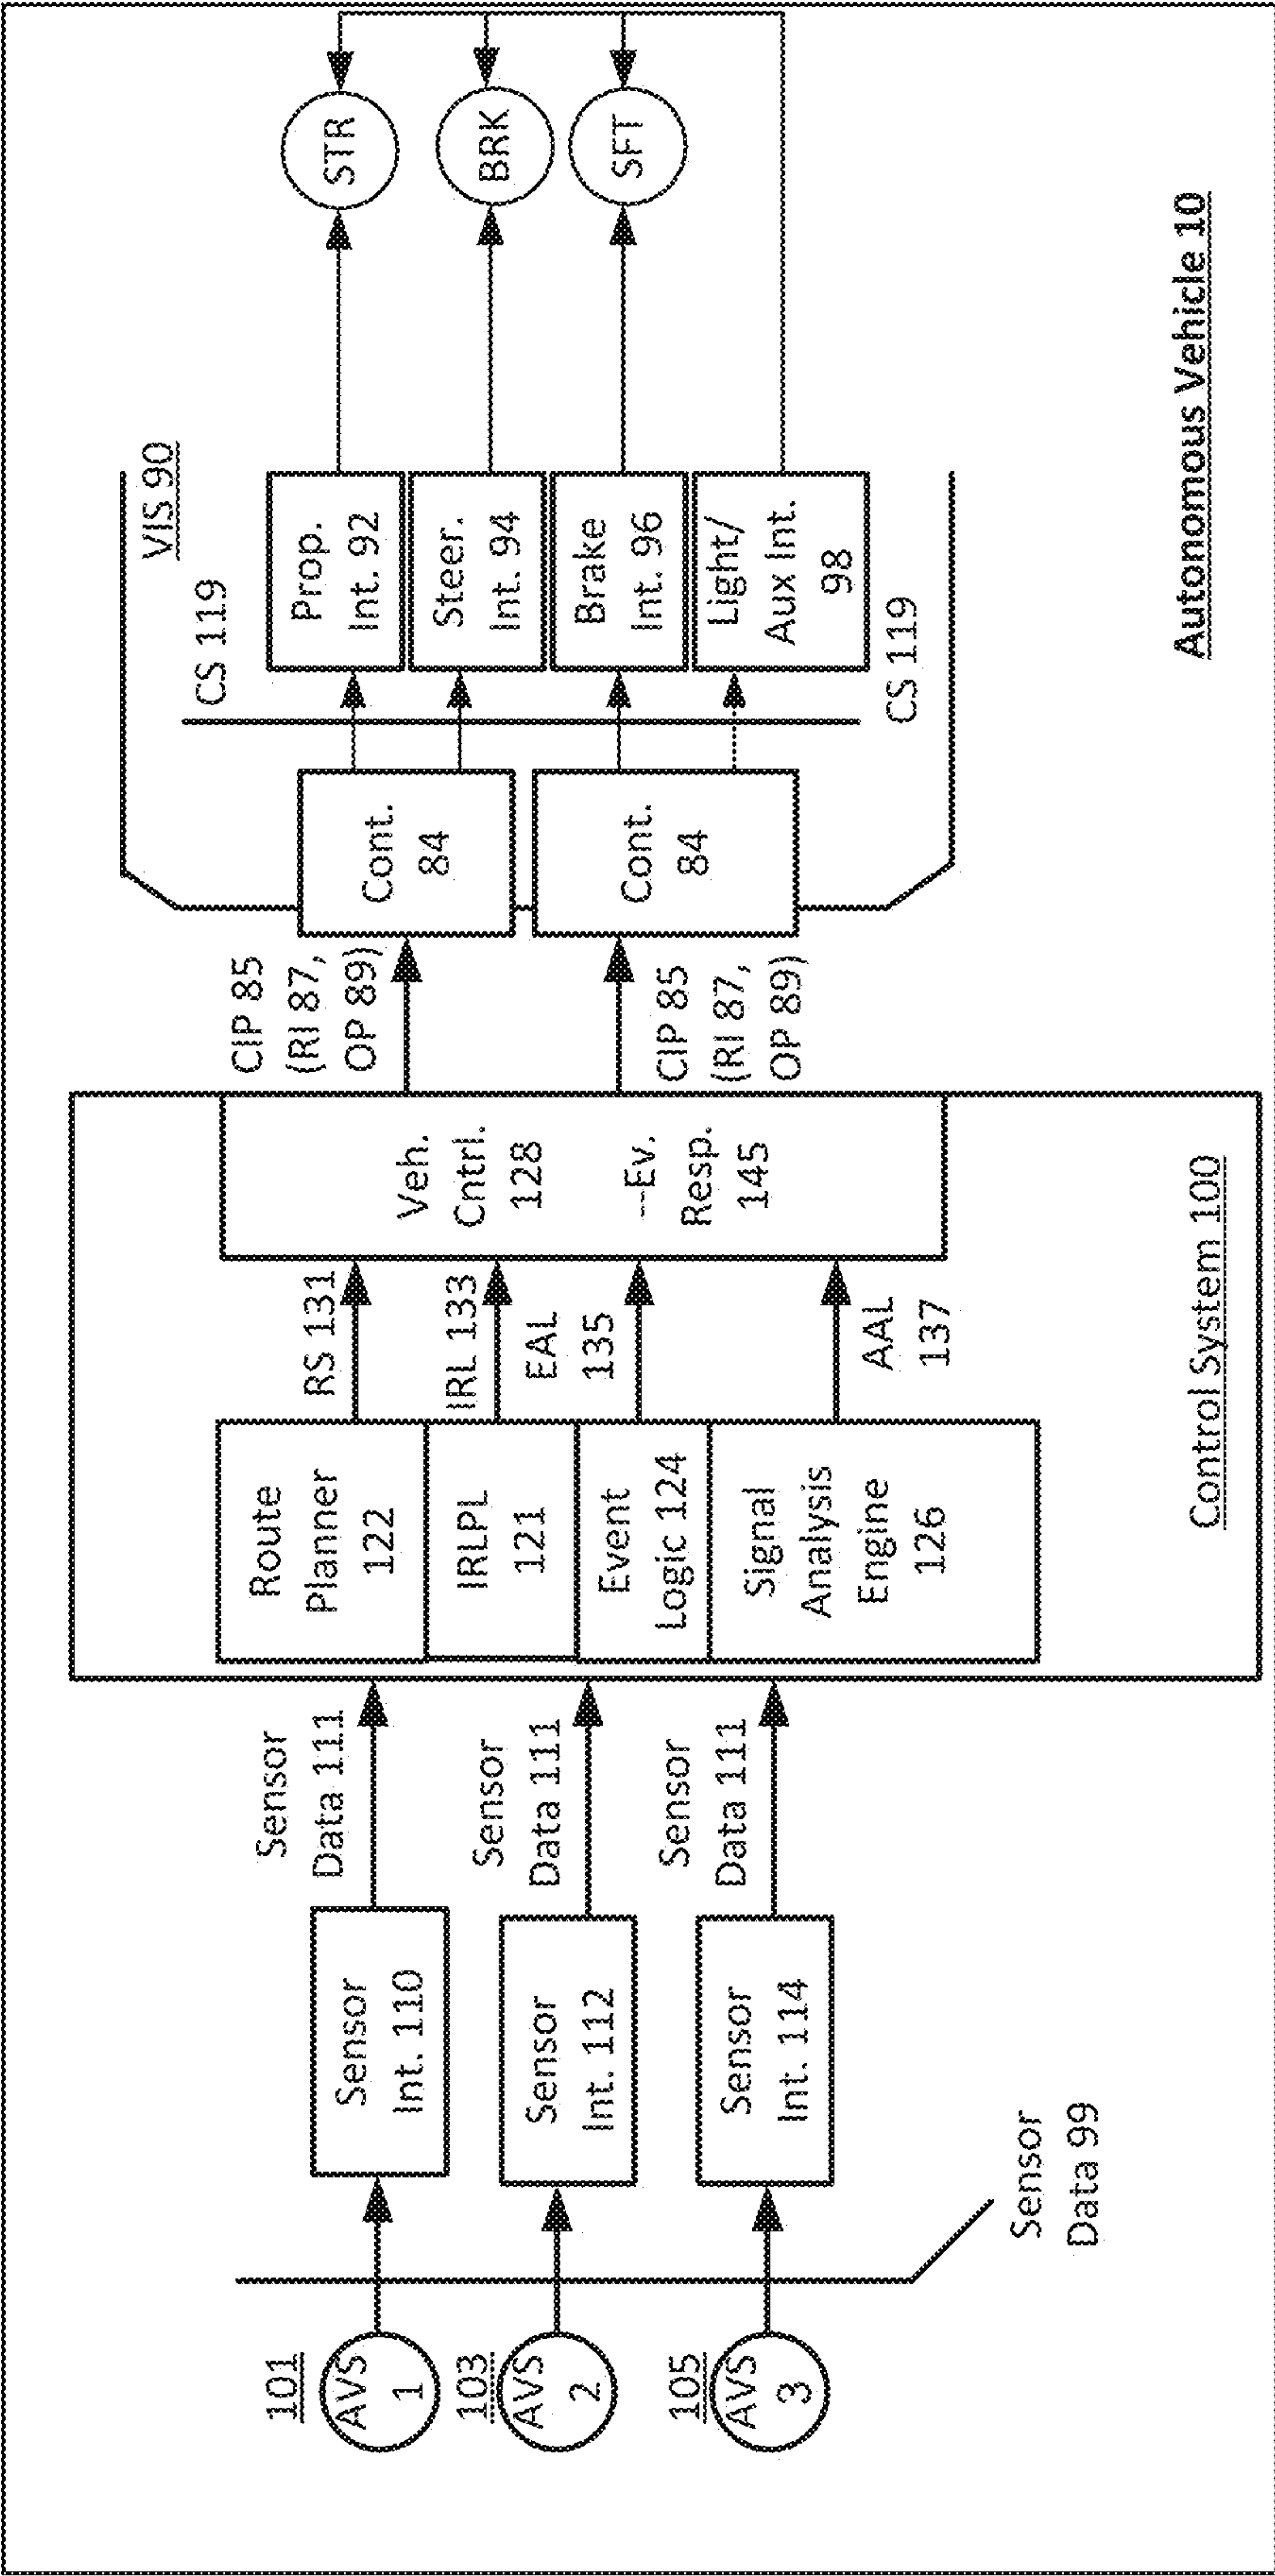 101
AVS
1
103
AVS
2
105
AVS
3
Sensor
Data 99
Sensor
Int. 110
Sensor
Int. 112
Sensor
Int. 114
Sensor
Data 111
Sensor
Data 111
Sensor
Data 111
Route
Planner
122
IRLPL
121
Event
Logic 124
Signal
Analysis
Engine
126
RS 131
IRL 133
EAL
135
AAL
137
Veh.
Cntrl.
128
--Ev.
Resp.
145
Control System 100
CIP 85
(RI 87,
OP 89)
CIP 85
(RI 87,
OP 89)
Cont.
84
Cont.
84
VIS 90
CS 119
Prop.
Int. 92
Steer.
Int. 94
Brake
Int. 96
Light/
Aux Int.
98
CS 119
STR
BRK
SFT
Autonomous Vehicle 10